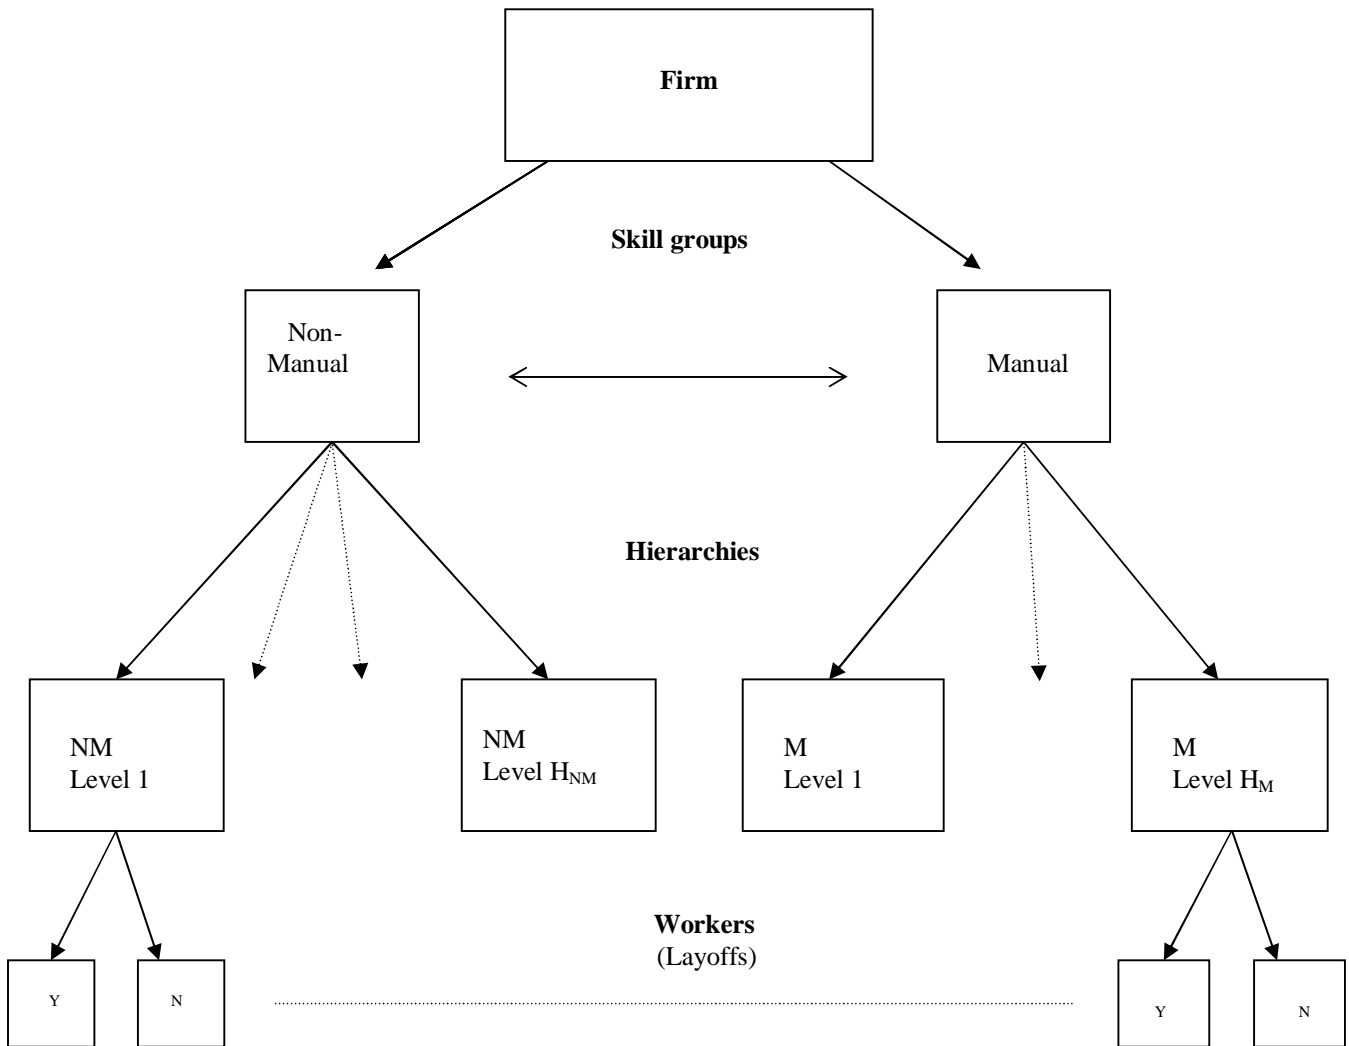 Firm
Skill groups
Non-
Manual
Manual
Hierarchies
NM
Level 1
NM
Level H_NM
M
Level 1
M
Level H_M
Workers
(Layoffs)
Y
N
Y
N